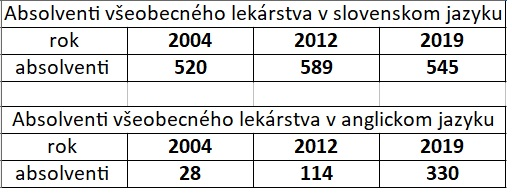 Absolventi všeobecného lekárstva v slovenskom jazyku
rok 2004 2012 2019
absolventi 520 589 545
Absolventi všeobecného lekárstva v anglickom jazyku
rok 2004 2012 2019
absolventi 28 114 330